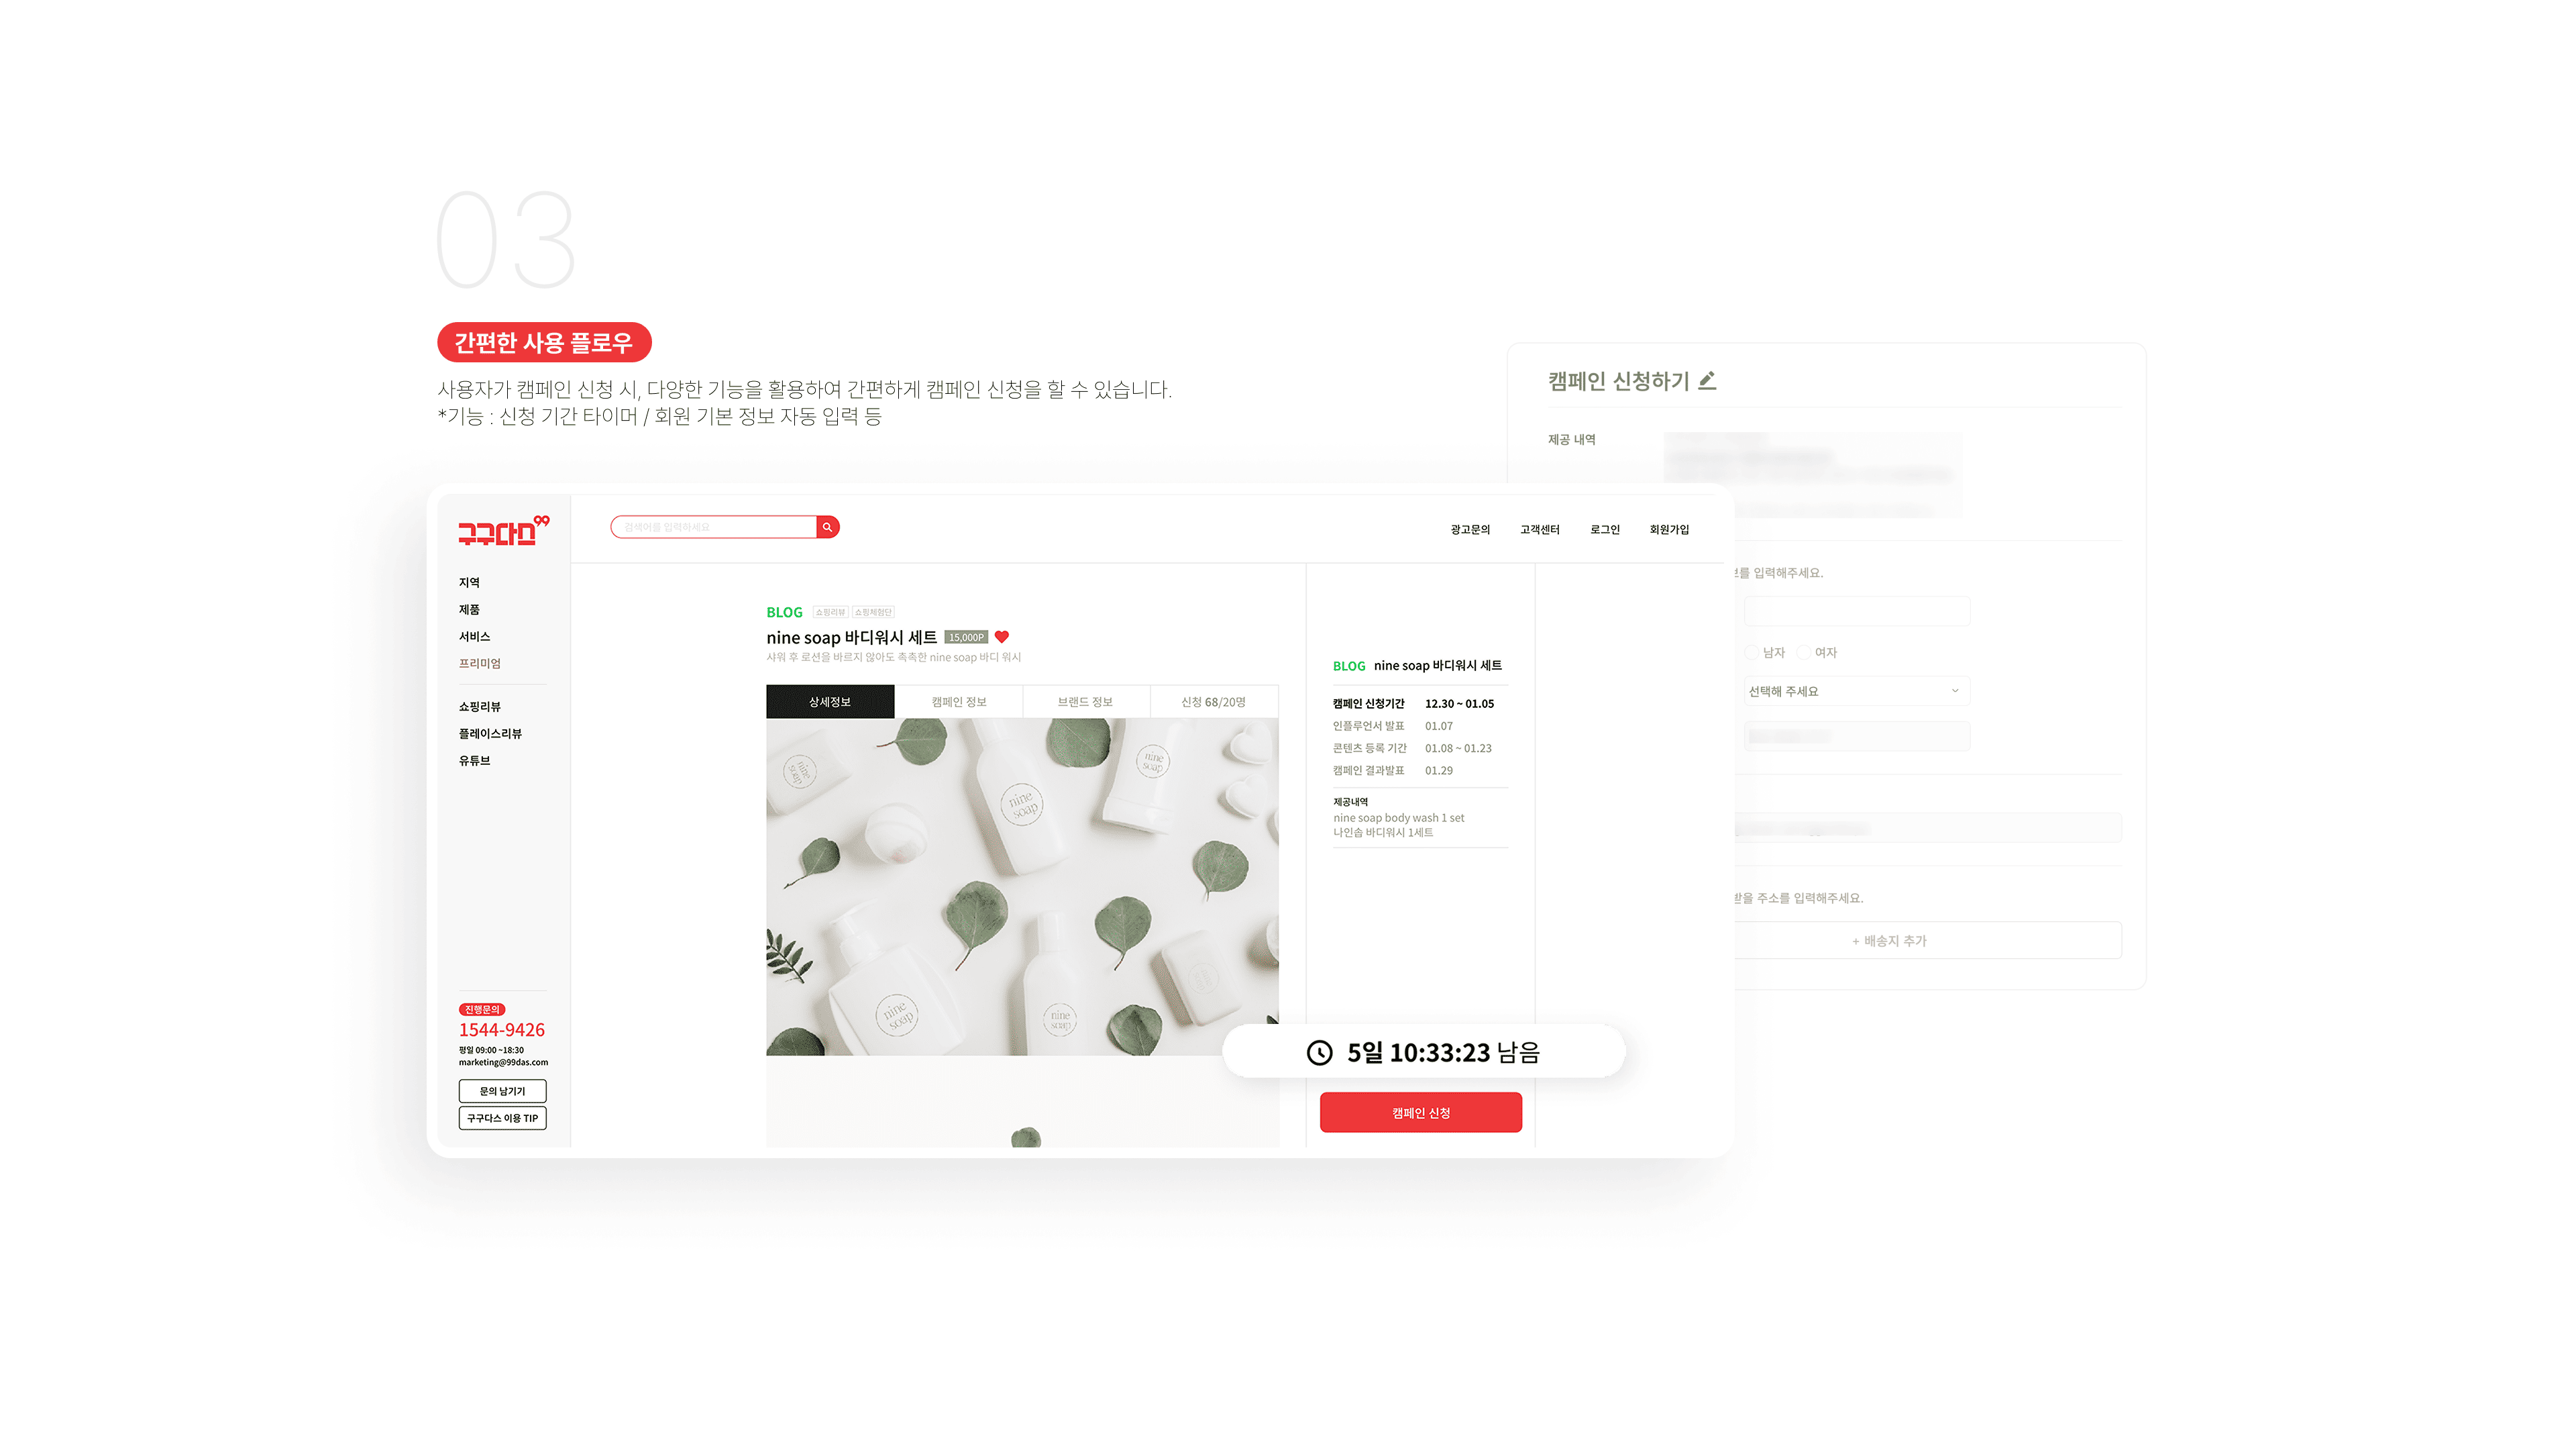 03
간편한 사용 플로우
사용자가 캠페인 신청 시, 다양한 기능을 활용하여 간편하게 캠페인 신청을 할 수 있습니다.
*기능 : 신청 기간 타이머 / 회원 기본 정보 자동 입력 등
캠페인 신청하기
제공 내역
를 입력해주세요.
남자 여자
선택해 주세요
받을 주소를 입력해주세요.
+ 배송지 추가
구구다스99
지역
제품
서비스
프리미엄
쇼핑리뷰
플레이스리뷰
유튜브
진행문의
1544-9426
평일 09:00 ~18:30
marketing@99das.com
문의 남기기
구구다스 이용 TIP
검색어를 입력하세요
광고문의 고객센터 로그인 회원가입
BLOG 쇼핑리뷰 쇼핑체험단
nine soap 바디워시 세트 15,000P
샤워 후 로션을 바르지 않아도 촉촉한 nine soap 바디 워시
상세정보 캠페인 정보 브랜드 정보 신청 68/20명
nine soap
nine soap
nine soap
nine soap
nine soap
BLOG nine soap 바디워시 세트
캠페인 신청기간 12.30 ~ 01.05
인플루언서 발표 01.07
콘텐츠 등록 기간 01.08 ~ 01.23
캠페인 결과발표 01.29
제공내역
nine soap body wash 1 set
나인솝 바디워시 1세트
5일 10:33:23 남음
캠페인 신청